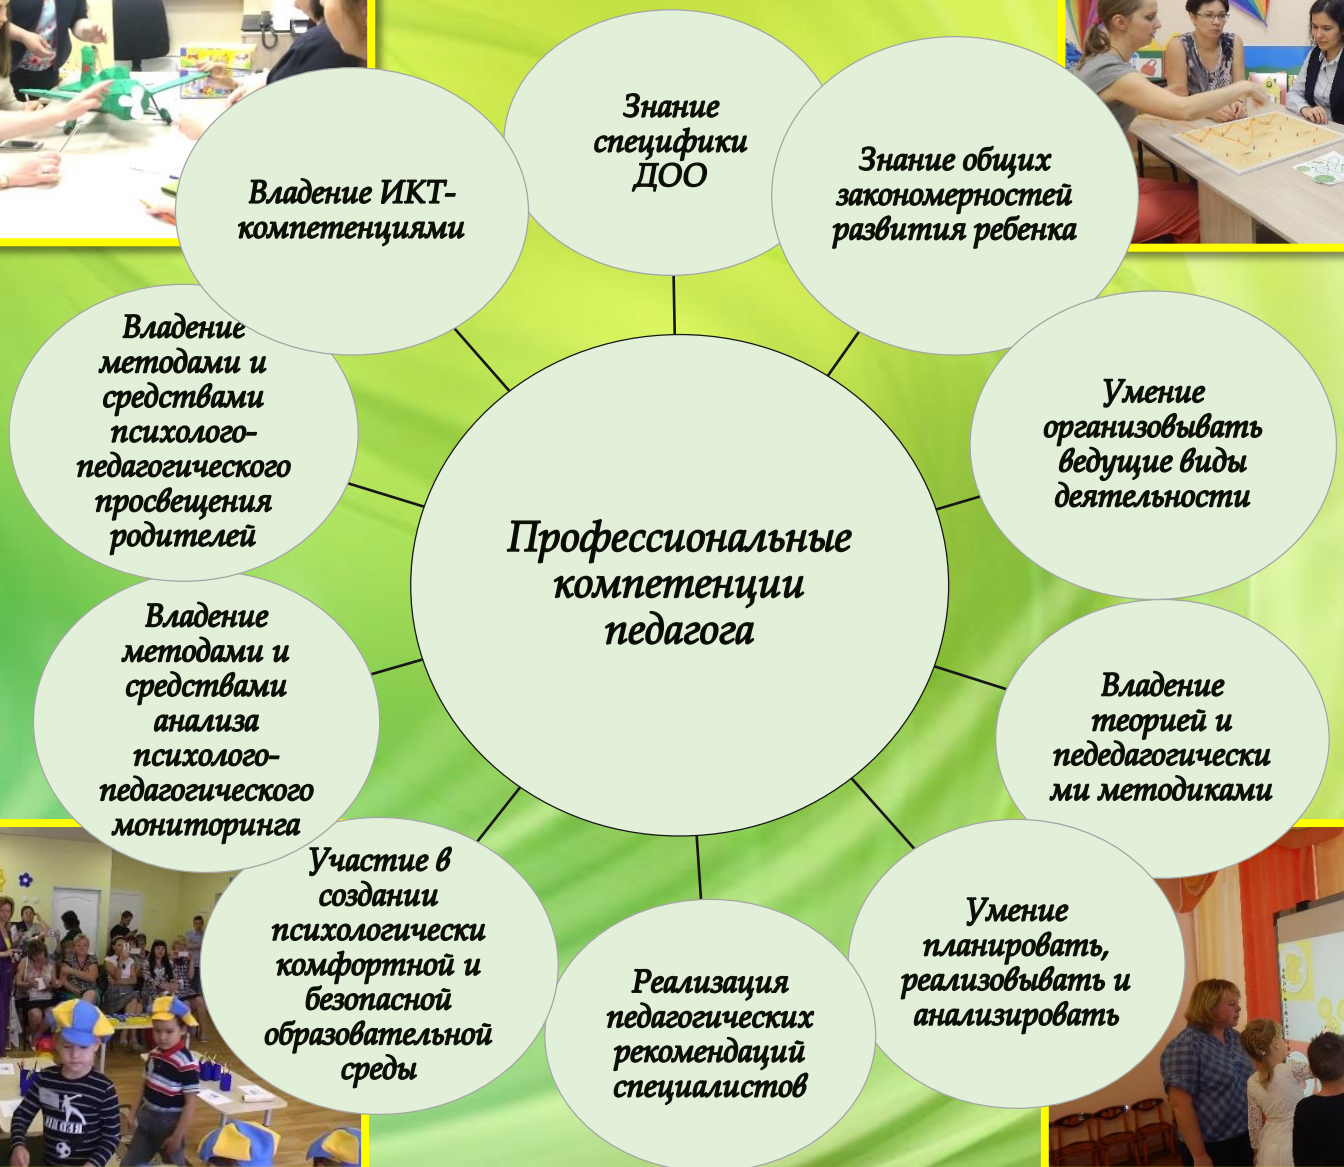 Знание
специфики
ДОО
Знание общих
закономерностей
развития ребенка
Умение
организовывать
ведущие виды
деятельности
Владение
теорией и
педедагогически
ми методиками
Умение
планировать,
реализовывать и
анализировать
Реализация
педагогических
рекомендаций
специалистов
Участие в
создании
психологически
комфортной и
безопасной
образовательной
среды
Владение
методами и
средствами
анализа
психолого-
педагогического
мониторинга
Владение
методами и
средствами
психолого-
педагогического
просвещения
родителей
Владение ИКТ-
компетенциями
Профессиональные
компетенции
педагога